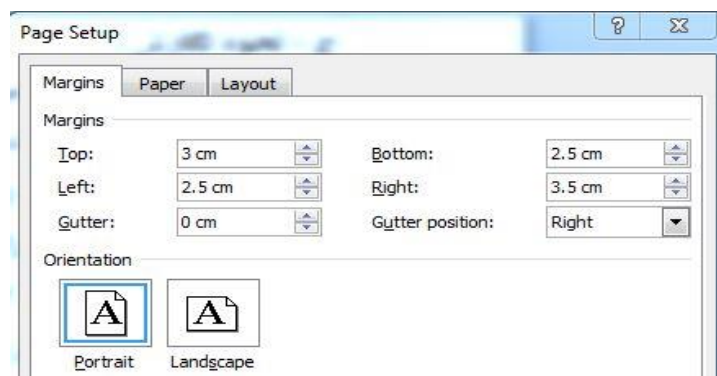 Page Setup
Margins Paper Layout
Margins
Top: 3 cm Bottom: 2.5 cm
Left: 2.5 cm Right: 3.5 cm
Gutter: 0 cm Gutter position: Right
Orientation
A A
Portrait Landscape